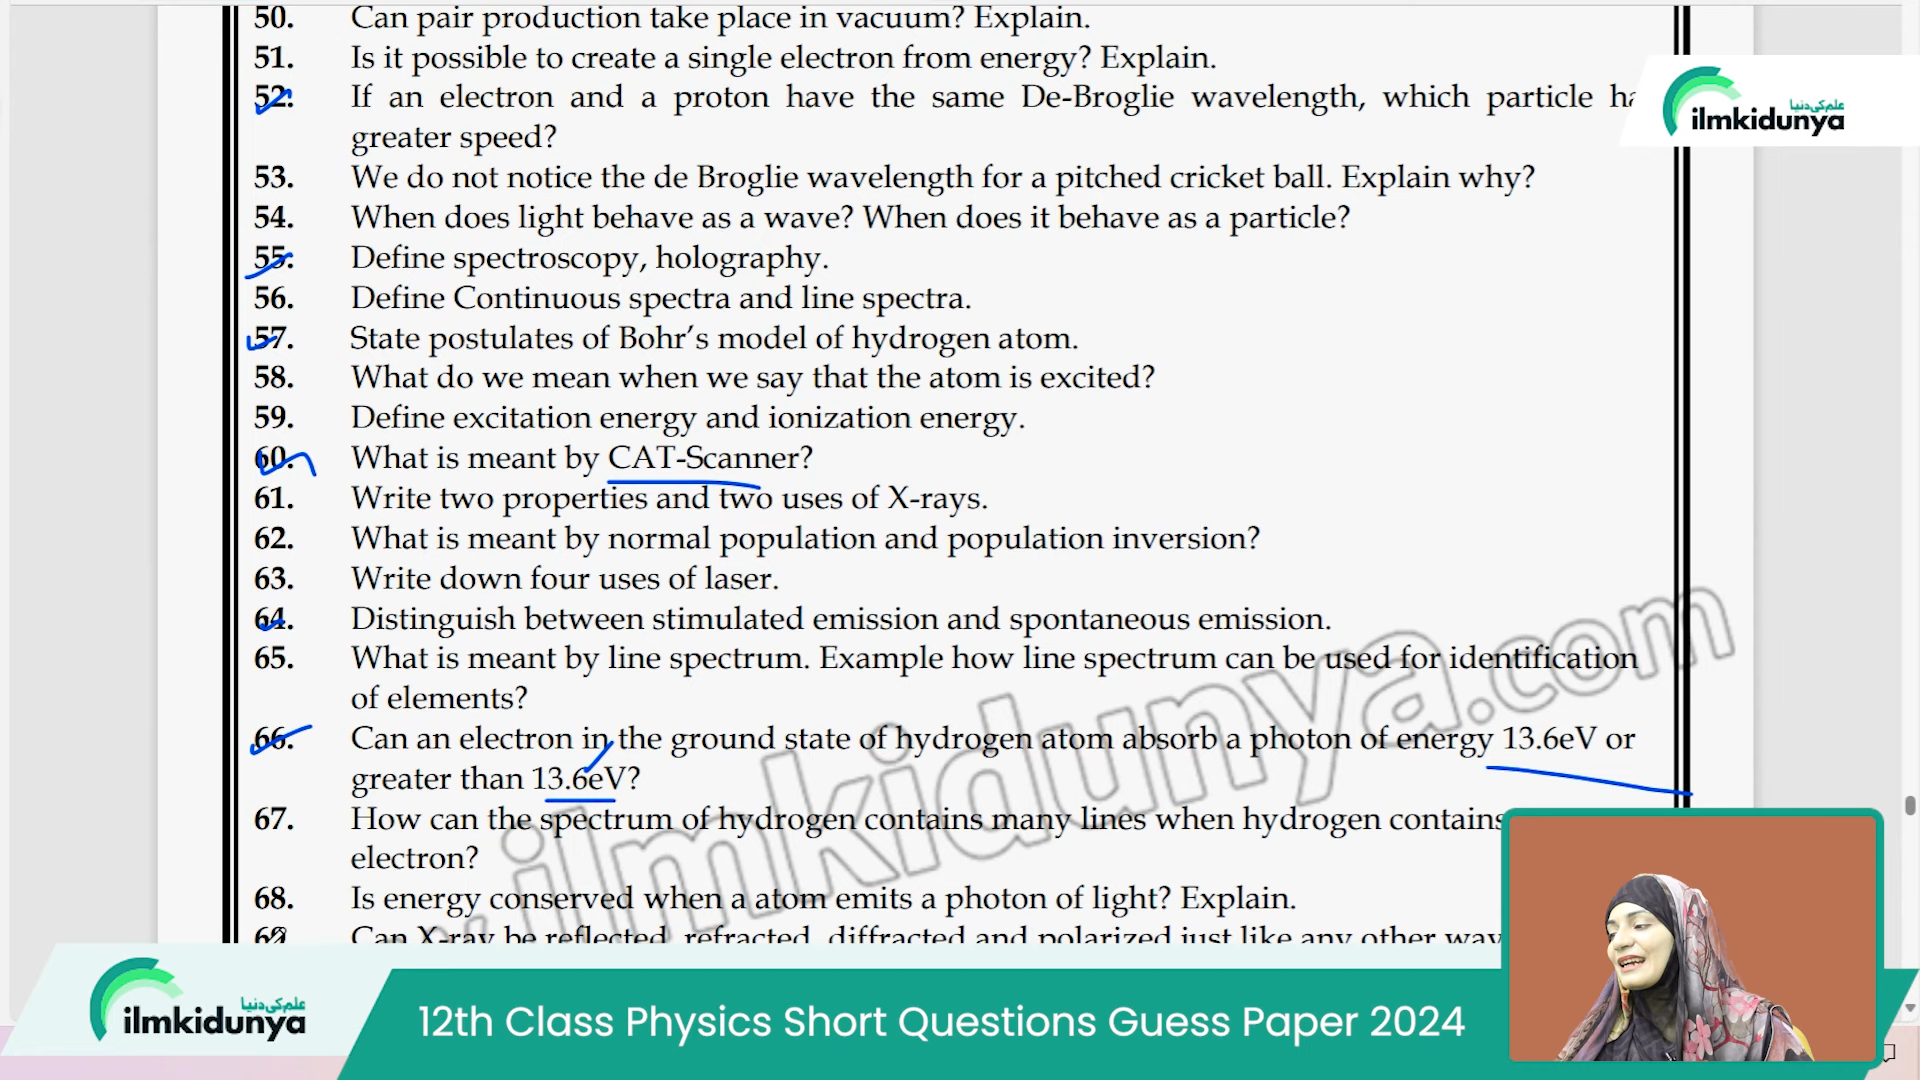 50. Can pair production take place in vacuum? Explain.
51. Is it possible to create a single electron from energy? Explain.
52. If an electron and a proton have the same De-Broglie wavelength, which particle
greater speed?
علم کی دنیا
ilmkidunya
53. We do not notice the de Broglie wavelength for a pitched cricket ball. Explain why?
54. When does light behave as a wave? When does it behave as a particle?
55. Define spectroscopy, holography.
56. Define Continuous spectra and line spectra.
57. State postulates of Bohr’s model of hydrogen atom.
58. What do we mean when we say that the atom is excited?
59. Define excitation energy and ionization energy.
60. What is meant by CAT-Scanner?
61. Write two properties and two uses of X-rays.
62. What is meant by normal population and population inversion?
63. Write down four uses of laser.
64. Distinguish between stimulated emission and spontaneous emission.
65. What is meant by line spectrum. Example how line spectrum can be used for identification
of elements?
66. Can an electron in the ground state of hydrogen atom absorb a photon of energy 13.6eV or
greater than 13.6eV?
67. How can the spectrum of hydrogen contains many lines when hydrogen contains
electron?
68. Is energy conserved when a atom emits a photon of light? Explain.
Can X-ray be reflected, refracted, diffracted and polarized just like any other
.ilmkidunya.com
علم کی دنیا
ilmkidunya
12th Class Physics Short Questions Guess Paper 2024